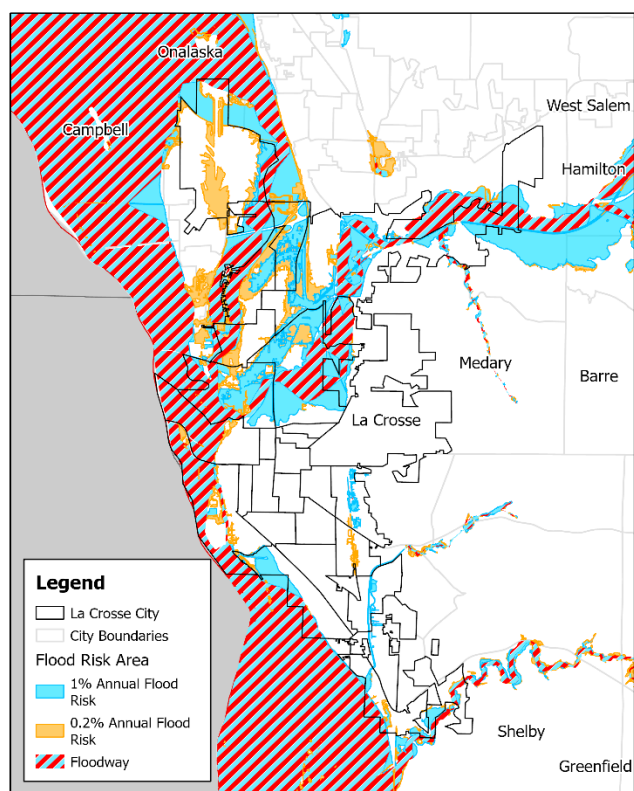 Onalaska
West Salem
Campbell
Hamilton
Medary
Barre
La Crosse
Legend
La Crosse City
City Boundaries
Flood Risk Area
1% Annual Flood
Risk
0.2% Annual Flood
Risk
Floodway
Shelby
Greenfield